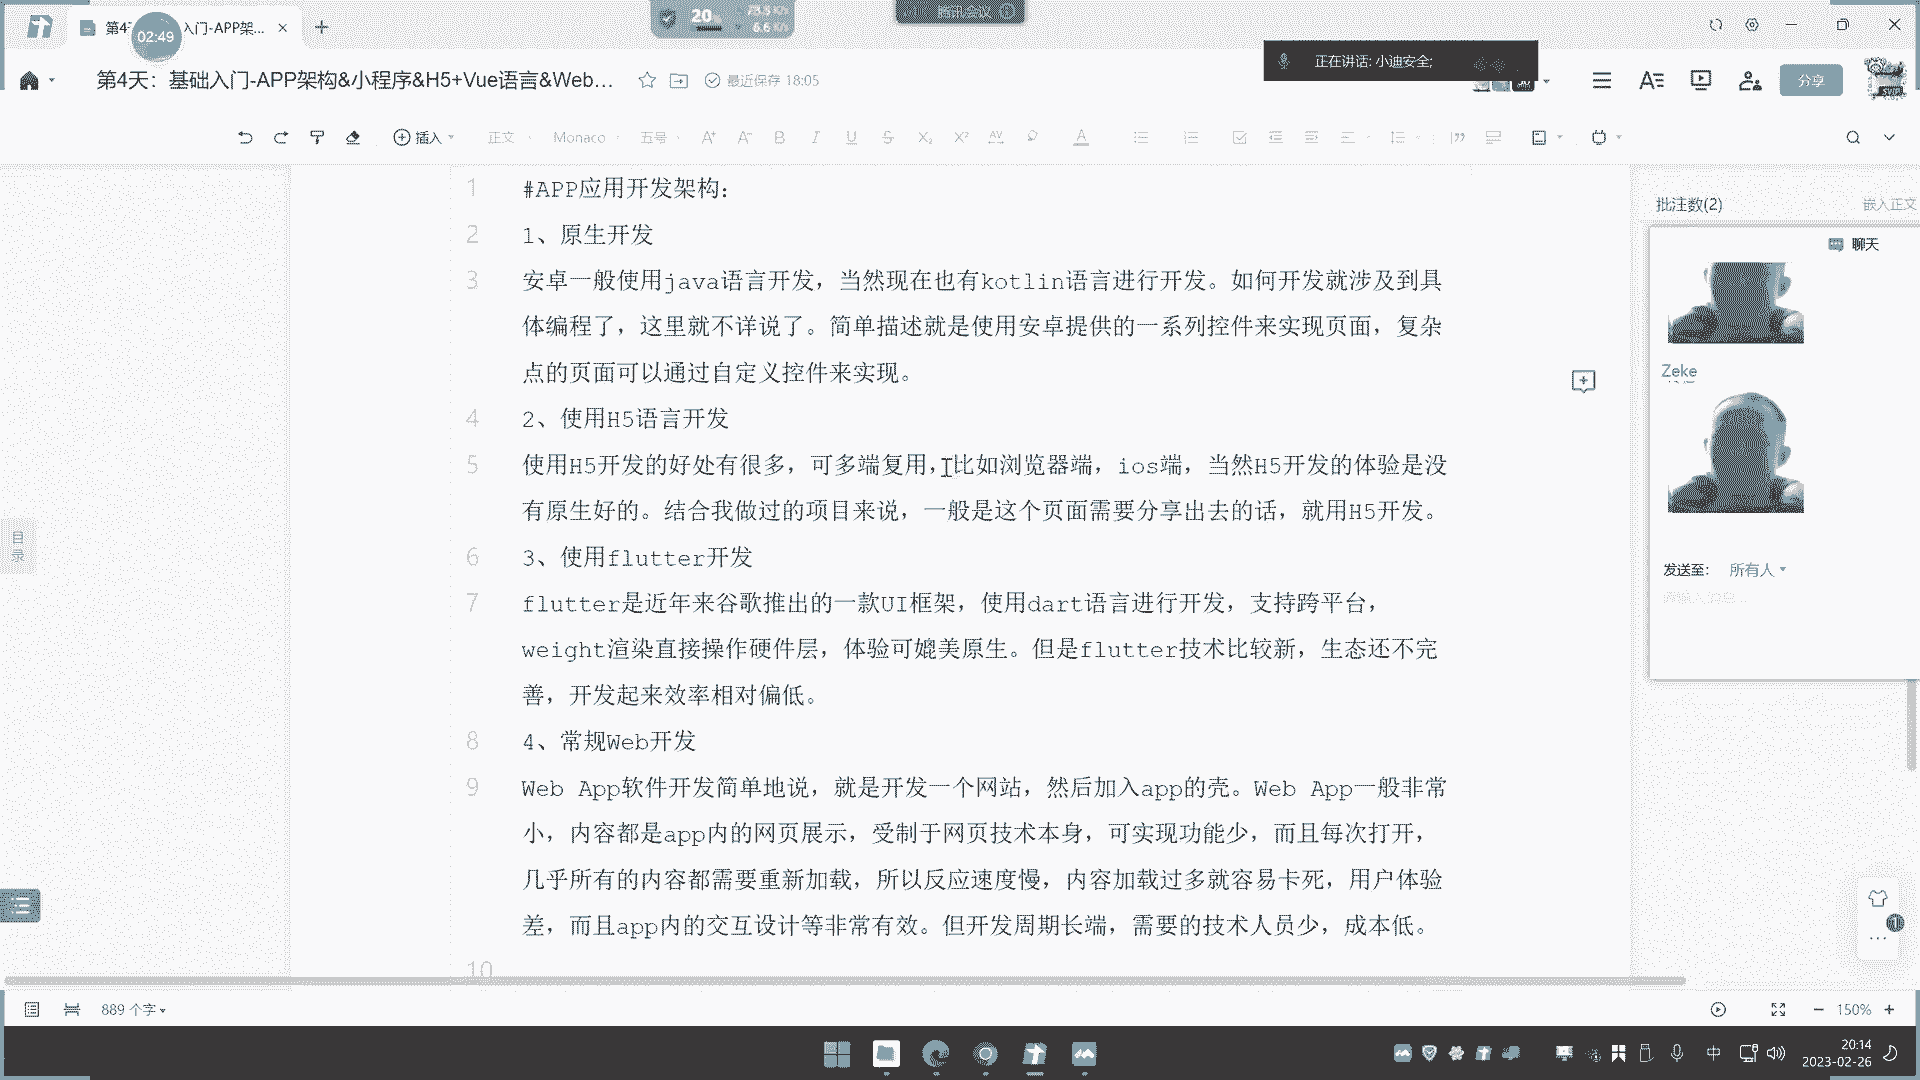 第4天
入门-APP架...
02:49
20
腾讯会议
正在讲话: 小迪安全;
第4天：基础入门-APP架构&小程序&H5+Vue语言&Web...
最近保存 18:05
分享
插入
正文
Monaco
五号
批注数(2)
嵌入正文
聊天
Zeke
发送至：
所有人
目录
1 #APP应用开发架构：
2 1、原生开发
3 安卓一般使用java语言开发，当然现在也有kotlin语言进行开发。如何开发就涉及到具
体编程了，这里就不详说了。简单描述就是使用安卓提供的一系列控件来实现页面，复杂
点的页面可以通过自定义控件来实现。
4 2、使用H5语言开发
5 使用H5开发的好处有很多，可多端复用，比如浏览器端，ios端，当然H5开发的体验是没
有原生好的。结合我做过的项目来说，一般是这个页面需要分享出去的话，就用H5开发。
6 3、使用flutter开发
7 flutter是近年来谷歌推出的一款UI框架，使用dart语言进行开发，支持跨平台，
weight渲染直接操作硬件层，体验可媲美原生。但是flutter技术比较新，生态还不完
善，开发起来效率相对偏低。
8 4、常规Web开发
9 Web App软件开发简单地说，就是开发一个网站，然后加入app的壳。Web App一般非常
小，内容都是app内的网页展示，受制于网页技术本身，可实现功能少，而且每次打开，
几乎所有的内容都需要重新加载，所以反应速度慢，内容加载过多就容易卡死，用户体验
差，而且app内的交互设计等非常有效。但开发周期长端，需要的技术人员少，成本低。
10
889 个字
150%
中
20:14
2023-02-26